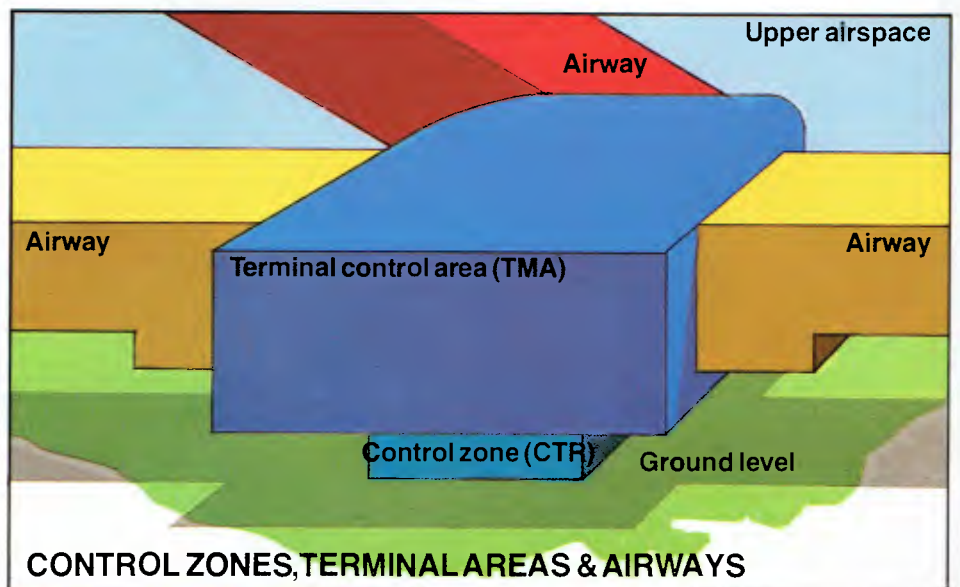 Upper airspace
Airway
Airway
Airway
Terminal control area (TMA)
Control zone (CTR)
Ground level
CONTROL ZONES, TERMINAL AREAS & AIRWAYS